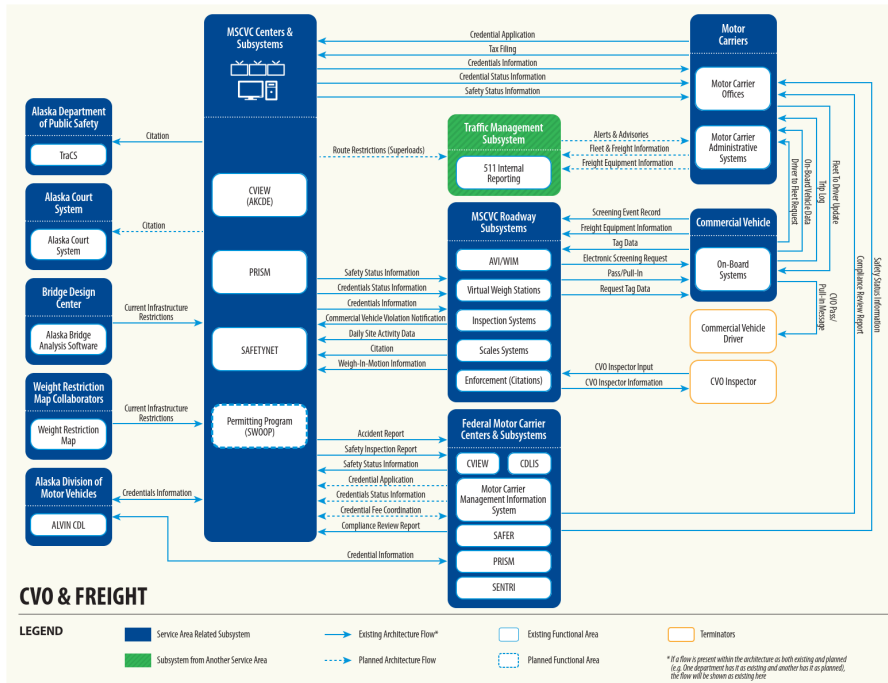 MSCVC Centers &
Subsystems
CVIEW
(AKCDE)
PRISM
SAFETYNET
Permitting Program
(SWOOP)
Alaska Department
of Public Safety
TraCS
Citation
Alaska Court
System
Alaska Court
System
Citation
Bridge Design
Center
Alaska Bridge
Analysis Software
Current Infrastructure
Restrictions
Weight Restriction
Map Collaborators
Weight Restriction
Map
Current Infrastructure
Restrictions
Alaska Division of
Motor Vehicles
ALVIN CDL
Credentials Information
Credential Information
Credential Application
Tax Filing
Credentials Information
Credential Status Information
Safety Status Information
Motor
Carriers
Motor Carrier
Offices
Motor Carrier
Administrative
Systems
Traffic Management
Subsystem
511 Internal
Reporting
Route Restrictions (Superloads)
Alerts & Advisories
Fleet & Freight Information
Freight Equipment Information
Driver to Fleet Request
On-Board Vehicle Data
Trip Log
Fleet To Driver Update
Compliance Review Report
Safety Status Information
MSCVC Roadway
Subsystems
AVI/WIM
Virtual Weigh Stations
Inspection Systems
Scales Systems
Enforcement (Citations)
Safety Status Information
Credentials Status Information
Credentials Information
Commercial Vehicle Violation Notification
Daily Site Activity Data
Citation
Weigh-In-Motion Information
Screening Event Record
Freight Equipment Information
Tag Data
Electronic Screening Request
Pass/Pull-In
Request Tag Data
Commercial Vehicle
On-Board
Systems
CVO Pass/
Pull-in Message
Commercial Vehicle
Driver
CVO Inspector Input
CVO Inspector Information
CVO Inspector
Federal Motor Carrier
Centers & Subsystems
CVIEW
CDLIS
Motor Carrier
Management Information
System
SAFER
PRISM
SENTRI
Accident Report
Safety Inspection Report
Safety Status Information
Credential Application
Credentials Status Information
Credential Fee Coordination
Compliance Review Report
CVO & FREIGHT
LEGEND
Service Area Related Subsystem
Subsystem from Another Service Area
Existing Architecture Flow*
Planned Architecture Flow
Existing Functional Area
Planned Functional Area
Terminators
* If a flow is present within the architecture as both existing and planned
(e.g. One department has it as existing and another has it as planned),
the flow will be shown as existing here